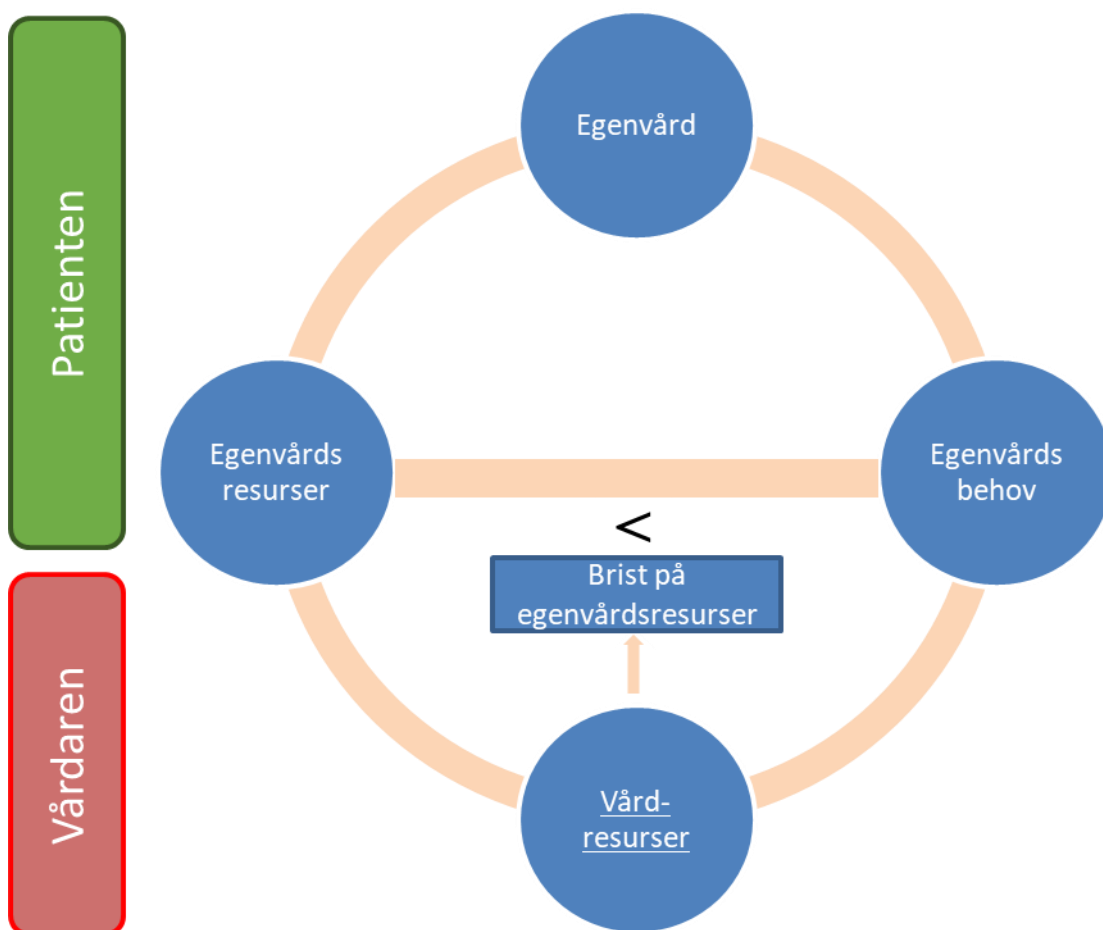 Patienten
Egenvård
Egenvårds
resurser
Egenvårds
behov
<
Brist på
egenvårdsresurser
Vårdaren
Vård-
resurser